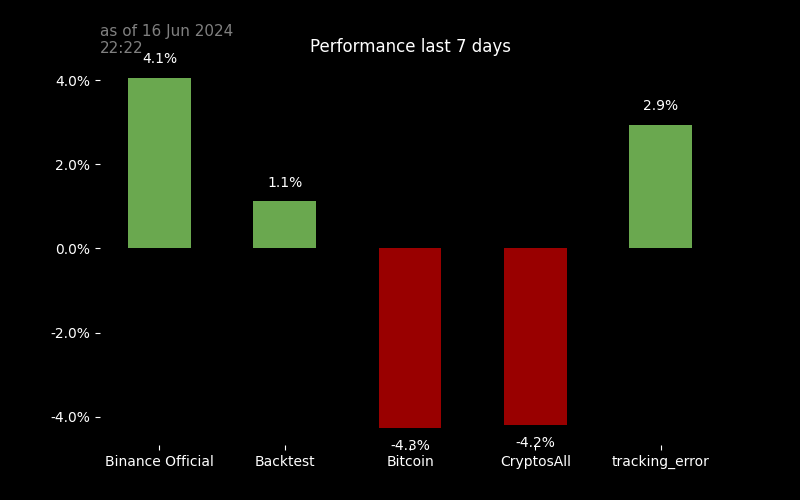 as of 16 Jun 2024
22:22
Performance last 7 days
4.1%
1.1%
-4.3%
-4.2%
2.9%
4.0%
2.0%
0.0%
-2.0%
-4.0%
Binance Official
Backtest
Bitcoin
CryptosAll
tracking_error